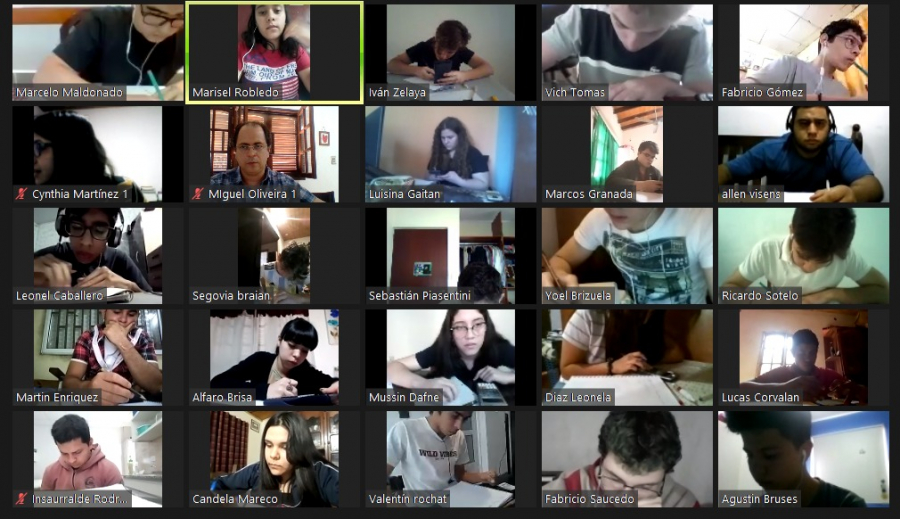 Marcelo Maldonado
Marisel Robledo
Iván Zelaya
Vich Tomas
Fabricio Gómez
Cynthia Martínez 1
MIguel Oliveira 1
Luisina Gaitan
Marcos Granada
allen visens
Leonel Caballero
Segovia braian
Sebastián Piasentini
Yoel Brizuela
Ricardo Sotelo
Martin Enriquez
Alfaro Brisa
Mussin Dafne
Diaz Leonela
Lucas Corvalan
Insaurralde Rodr...
Candela Mareco
Valentín rochat
Fabricio Saucedo
Agustin Bruses